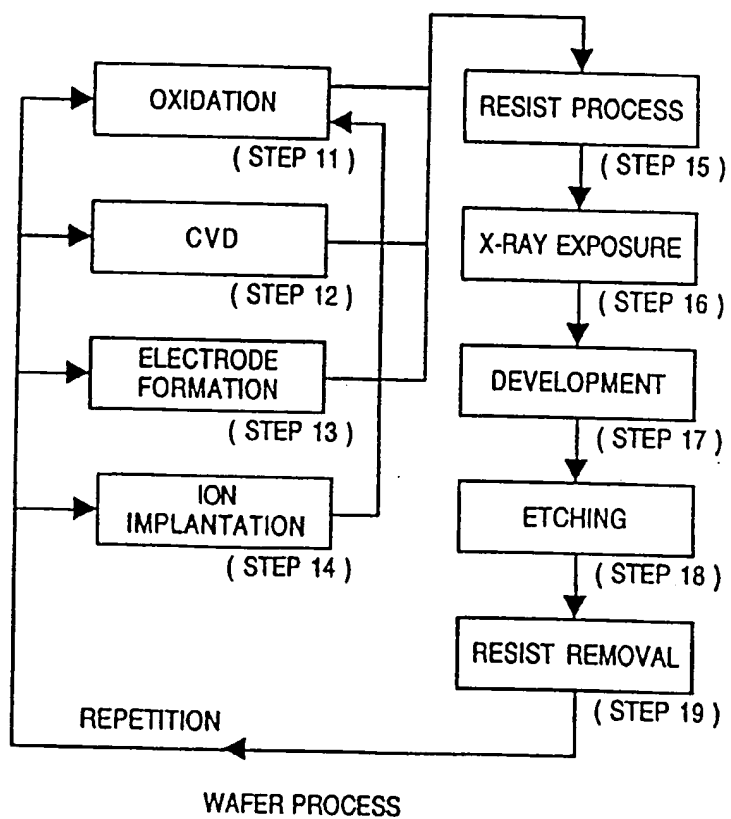 OXIDATION
( STEP 11 )
CVD
( STEP 12 )
ELECTRODE
FORMATION
( STEP 13 )
ION
IMPLANTATION
( STEP 14 )
RESIST PROCESS
( STEP 15 )
X-RAY EXPOSURE
( STEP 16 )
DEVELOPMENT
( STEP 17 )
ETCHING
( STEP 18 )
RESIST REMOVAL
( STEP 19 )
REPETITION
WAFER PROCESS